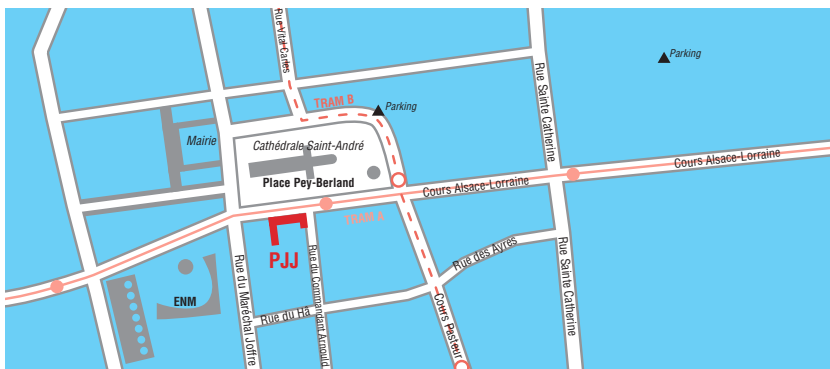 Rue Vital Carles
TRAM B
Parking
Parking
Rue Sainte Catherine
Mairie
Cathédrale Saint-André
Place Pey-Berland
Cours Alsace-Lorraine
Cours Alsace-Lorraine
TRAM A
PJJ
ENM
Rue du Maréchal Joffre
Rue du Commandant Arnould
Rue du Hâ
Rue des Ayres
Cours Pasteur
Rue Sainte Catherine